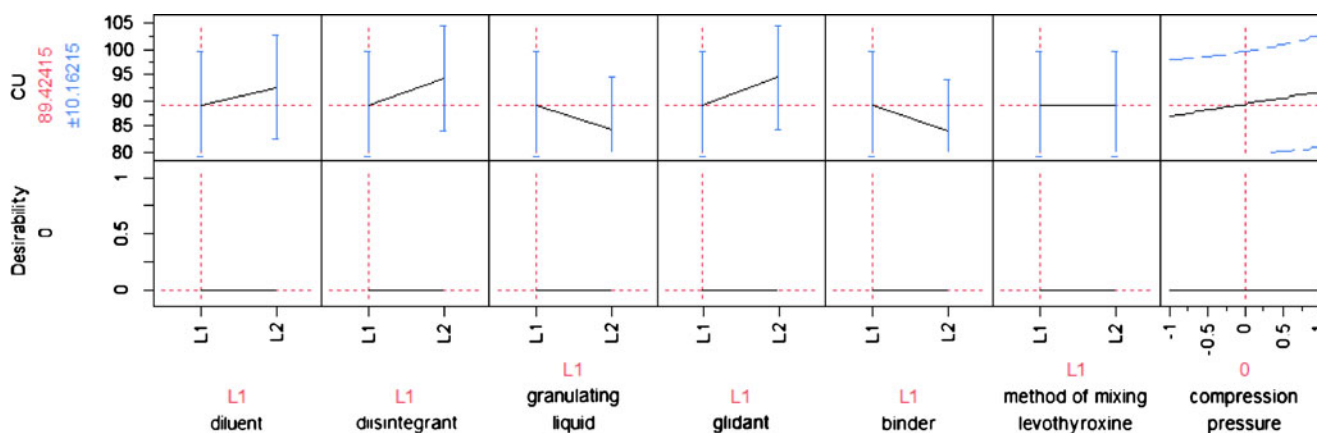 CU
89.42415
±10.16215
105
100
95
90
85
80
Desirability
0
1
0.5
0
L1 L2 L1 L2 L1 L2 L1 L2 L1 L2 L1 L2 -1 -0.5 0 0.5 1
L1
diluent
L1
disintegrant
L1
granulating
liquid
L1
glidant
L1
binder
L1
method of mixing
levothyroxine
0
compression
pressure